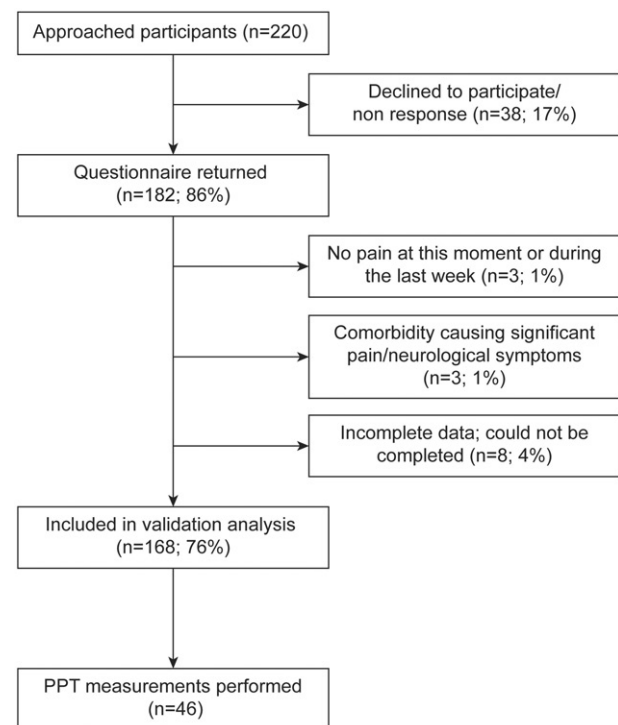 Approached participants (n=220)
Declined to participate/
non response (n=38; 17%)
Questionnaire returned
(n=182; 86%)
No pain at this moment or during
the last week (n=3; 1%)
Comorbidity causing significant
pain/neurological symptoms
(n=3; 1%)
Incomplete data; could not be
completed (n=8; 4%)
Included in validation analysis
(n=168; 76%)
PPT measurements performed
(n=46)